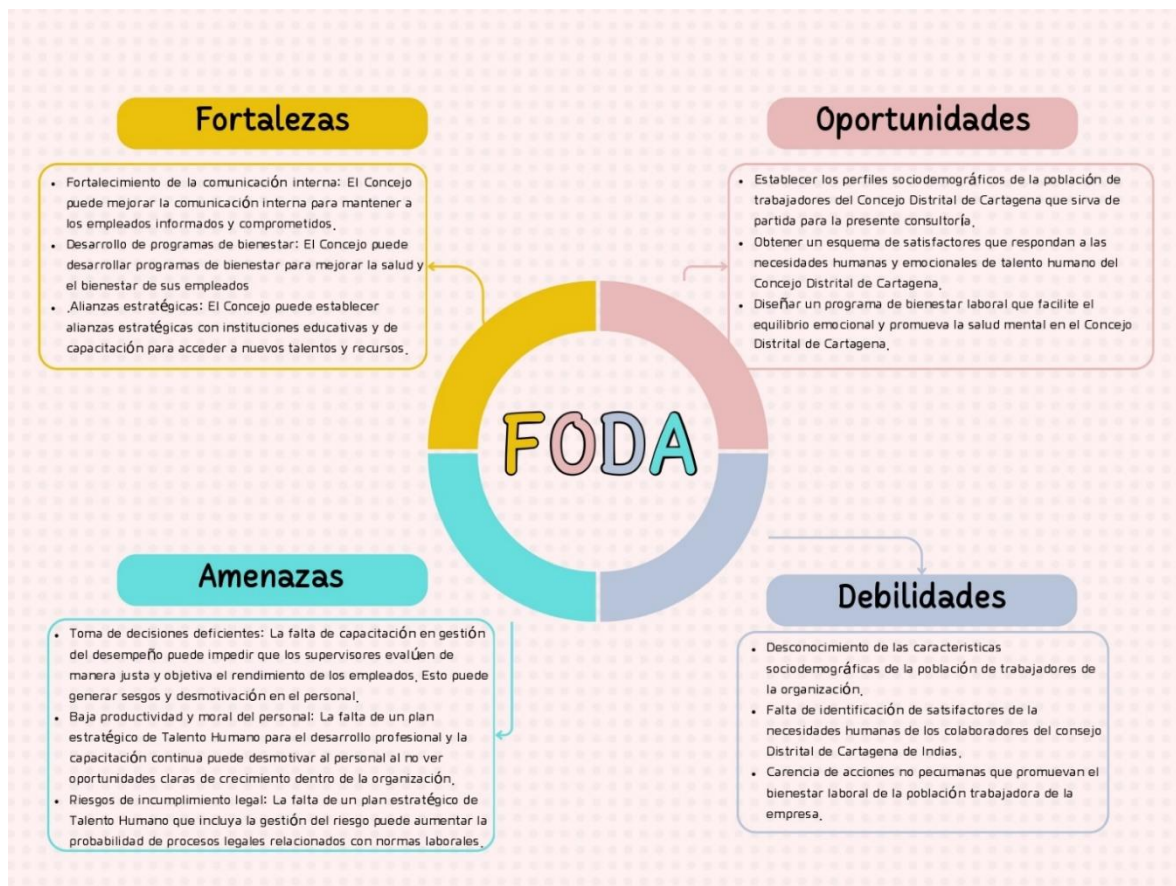 Fortalezas
• Fortalecimiento de la comunicación interna: El Concejo
puede mejorar la comunicación interna para mantener a
los empleados informados y comprometidos.
• Desarrollo de programas de bienestar: El Concejo puede
desarrollar programas de bienestar para mejorar la salud y
el bienestar de sus empleados
• .Alianzas estratégicas: El Concejo puede establecer
alianzas estratégicas con instituciones educativas y de
capacitación para acceder a nuevos talentos y recursos.
Oportunidades
• Establecer los perfiles sociodemográficos de la población de
trabajadores del Concejo Distrital de Cartagena que sirva de
partida para la presente consultoría.
• Obtener un esquema de satisfactores que respondan a las
necesidades humanas y emocionales de talento humano del
Concejo Distrital de Cartagena.
• Diseñar un programa de bienestar laboral que facilite el
equilibrio emocional y promueva la salud mental en el Concejo
Distrital de Cartagena.
FODA
Amenazas
• Toma de decisiones deficientes: La falta de capacitación en gestión
del desempeño puede impedir que los supervisores evalúen de
manera justa y objetiva el rendimiento de los empleados. Esto puede
generar sesgos y desmotivación en el personal.
• Baja productividad y moral del personal: La falta de un plan
estratégico de Talento Humano para el desarrollo profesional y la
capacitación continua puede desmotivar al personal al no ver
oportunidades claras de crecimiento dentro de la organización.
• Riesgos de incumplimiento legal: La falta de un plan estratégico de
Talento Humano que incluya la gestión del riesgo puede aumentar la
probabilidad de procesos legales relacionados con normas laborales.
Debilidades
• Desconocimiento de las caracteristicas
sociodemográficas de la población de trabajadores de
la organización.
• Falta de identificación de satsifactores de la
necesidades humanas de los colaboradores del consejo
Distrital de Cartagena de Indias.
• Carencia de acciones no pecumanas que promuevan el
bienestar laboral de la población trabajadora de la
empresa.